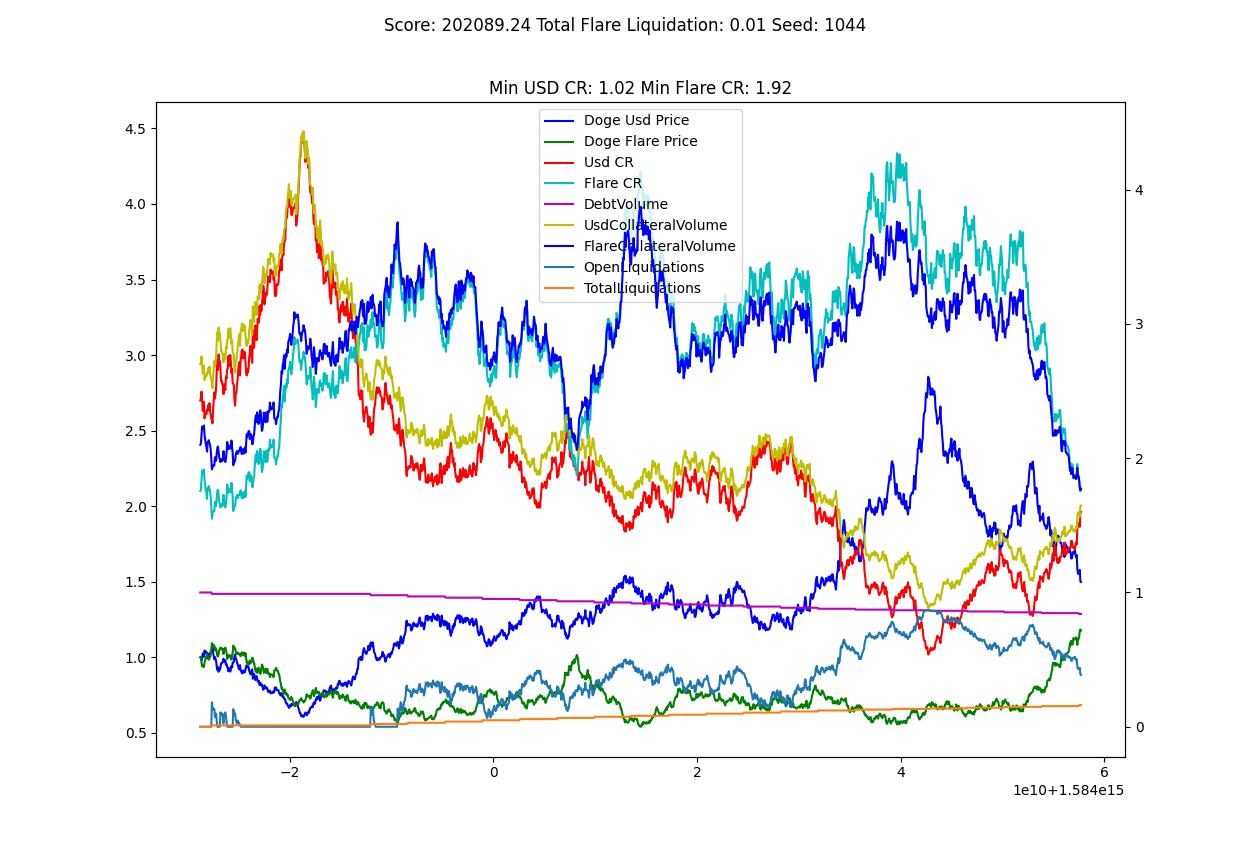 Score: 202089.24 Total Flare Liquidation: 0.01 Seed: 1044
Min USD CR: 1.02 Min Flare CR: 1.92
Doge Usd Price
Doge Flare Price
Usd CR
Flare CR
DebtVolume
UsdCollateralVolume
FlareCollateralVolume
OpenLiquidations
TotalLiquidations
4.5
4.0
3.5
3.0
2.5
2.0
1.5
1.0
0.5
4
3
2
1
0
−2
0
2
4
6
1e10+1.584e15